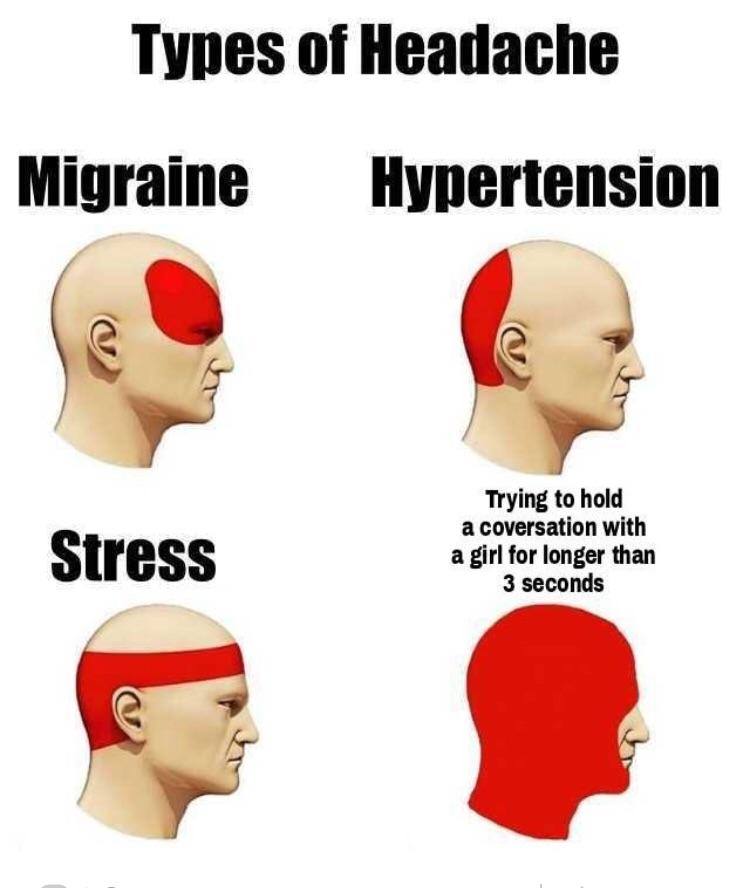 Types of Headache
Migraine
Hypertension
Stress
Trying to hold
a coversation with
a girl for longer than
3 seconds